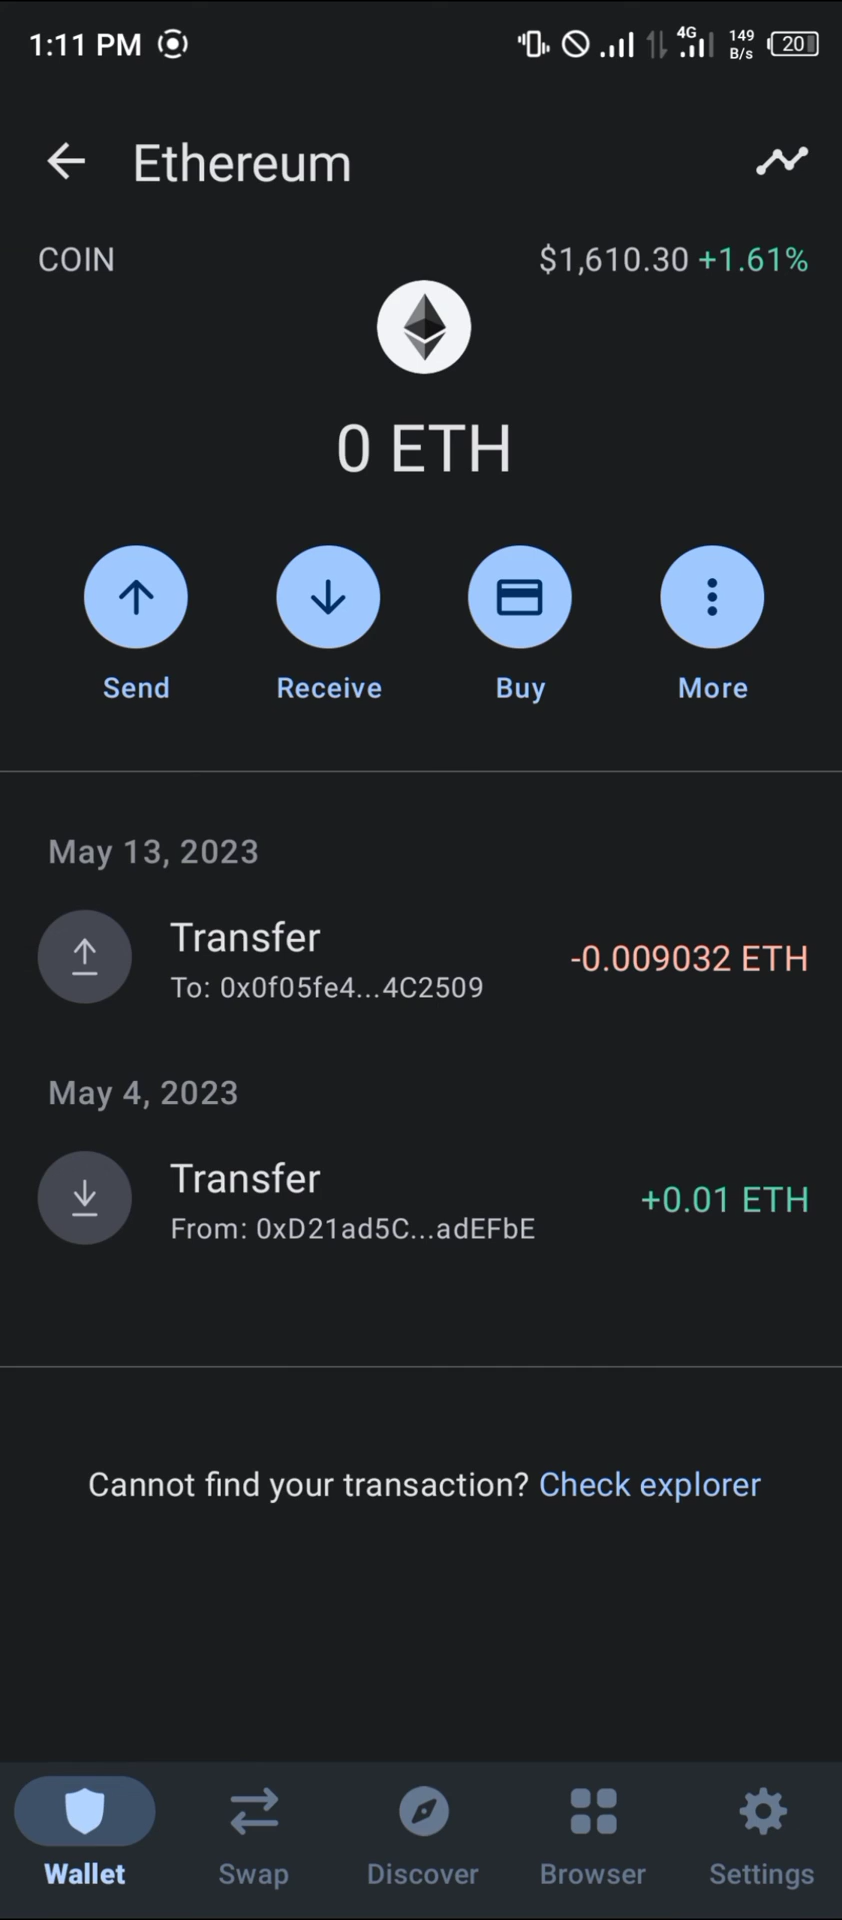 1:11 PM
4G 149 B/s 20
Ethereum
COIN
$1,610.30 +1.61%
0 ETH
Send Receive Buy More
May 13, 2023
Transfer
-0.009032 ETH
To: 0x0f05fe4...4C2509
May 4, 2023
Transfer
+0.01 ETH
From: 0xD21ad5C...adEFbE
Cannot find your transaction? Check explorer
Wallet Swap Discover Browser Settings